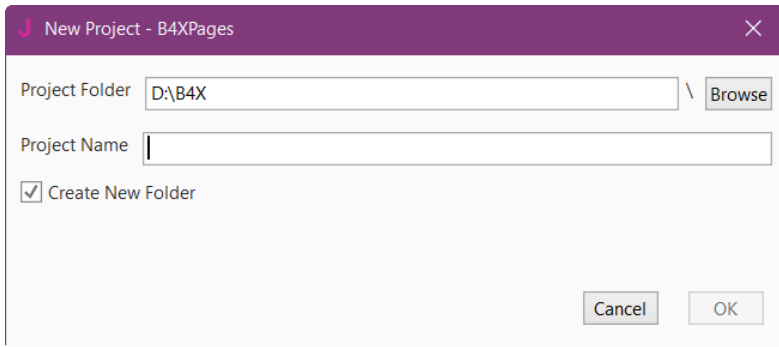 J New Project - B4XPages
Project Folder D:\B4X \ Browse
Project Name
Create New Folder
Cancel OK